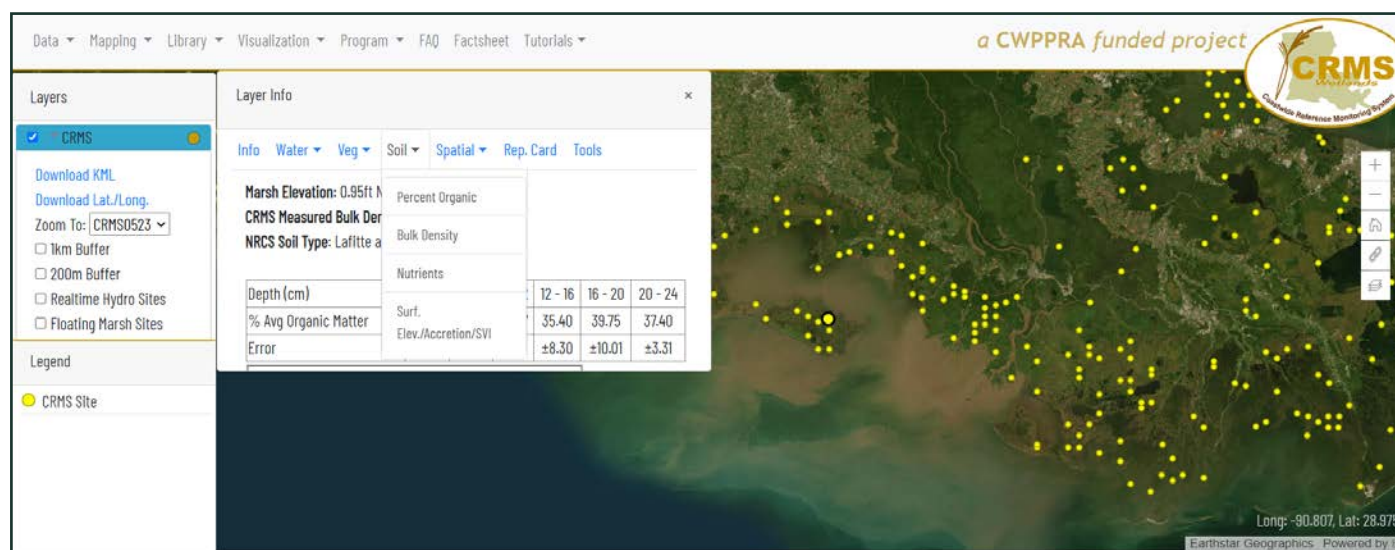 Data Mapping Library Visualization Program FAQ Factsheet Tutorials
a CWPPRA funded project
CRMS
Wetlands
Coastwide Reference Monitoring System
Layers
CRMS
Download KML
Download Lat./Long.
Zoom To: CRMS0523
1km Buffer
200m Buffer
Realtime Hydro Sites
Floating Marsh Sites
Legend
CRMS Site
Layer Info ×
Info Water Veg Soil Spatial Rep. Card Tools
Marsh Elevation: 0.95ft N
CRMS Measured Bulk Der
NRCS Soil Type: Lafitte a
Percent Organic
Bulk Density
Nutrients
Surf.
Elev./Accretion/SVI
Depth (cm) 12 - 16 16 - 20 20 - 24
% Avg Organic Matter 35.40 39.75 37.40
Error ±8.30 ±10.01 ±3.31
+
−
Long: -90.807, Lat: 28.975
Earthstar Geographics Powered by